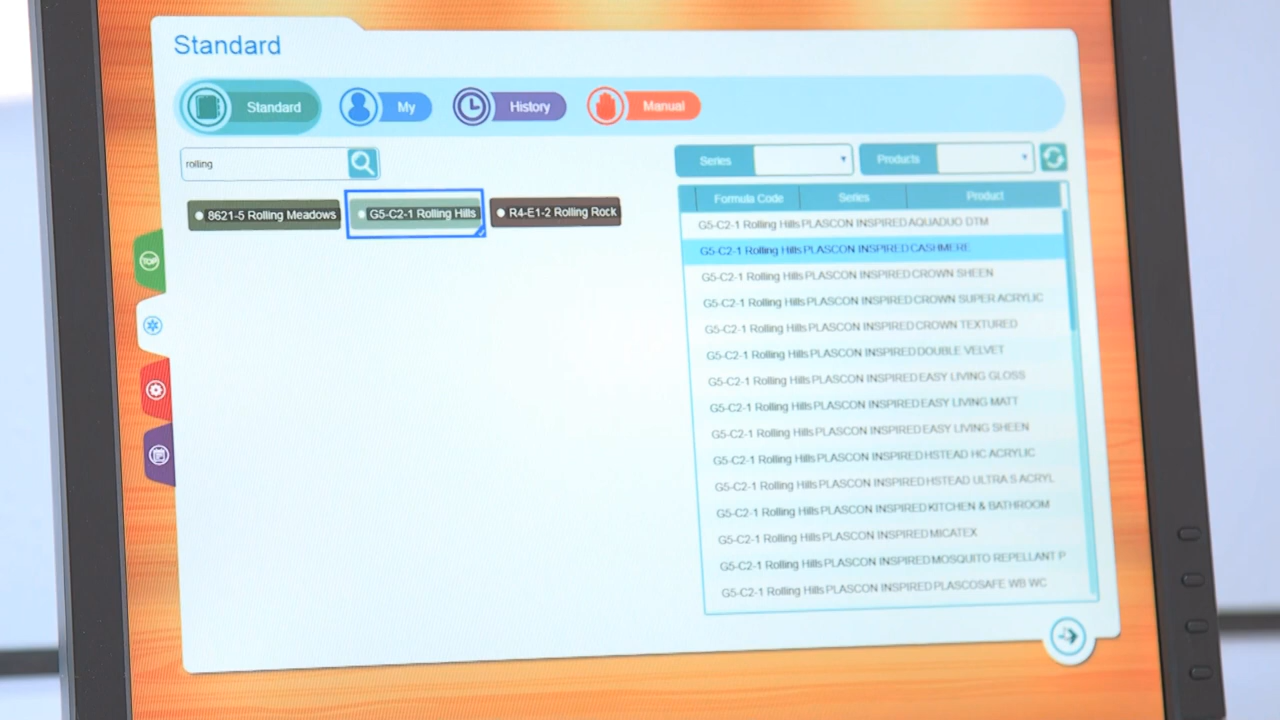 Standard
Standard My History Manual
rolling
Series Products
8621-5 Rolling Meadows G5-C2-1 Rolling Hills R4-E1-2 Rolling Rock
Formula Code Series Product
G5-C2-1 Rolling Hills PLASCON INSPIRED AQUADUO DTM
G5-C2-1 Rolling Hills PLASCON INSPIRED CASHMERE
G5-C2-1 Rolling Hills PLASCON INSPIRED CROWN SHEEN
G5-C2-1 Rolling Hills PLASCON INSPIRED CROWN SUPER ACRYLIC
G5-C2-1 Rolling Hills PLASCON INSPIRED CROWN TEXTURED
G5-C2-1 Rolling Hills PLASCON INSPIRED DOUBLE VELVET
G5-C2-1 Rolling Hills PLASCON INSPIRED EASY LIVING GLOSS
G5-C2-1 Rolling Hills PLASCON INSPIRED EASY LIVING MATT
G5-C2-1 Rolling Hills PLASCON INSPIRED EASY LIVING SHEEN
G5-C2-1 Rolling Hills PLASCON INSPIRED HSTEAD HC ACRYLIC
G5-C2-1 Rolling Hills PLASCON INSPIRED HSTEAD ULTRA S ACRYL
G5-C2-1 Rolling Hills PLASCON INSPIRED KITCHEN & BATHROOM
G5-C2-1 Rolling Hills PLASCON INSPIRED MICATEX
G5-C2-1 Rolling Hills PLASCON INSPIRED MOSQUITO REPELLANT P
G5-C2-1 Rolling Hills PLASCON INSPIRED PLASCOSAFE WB WC
TOP